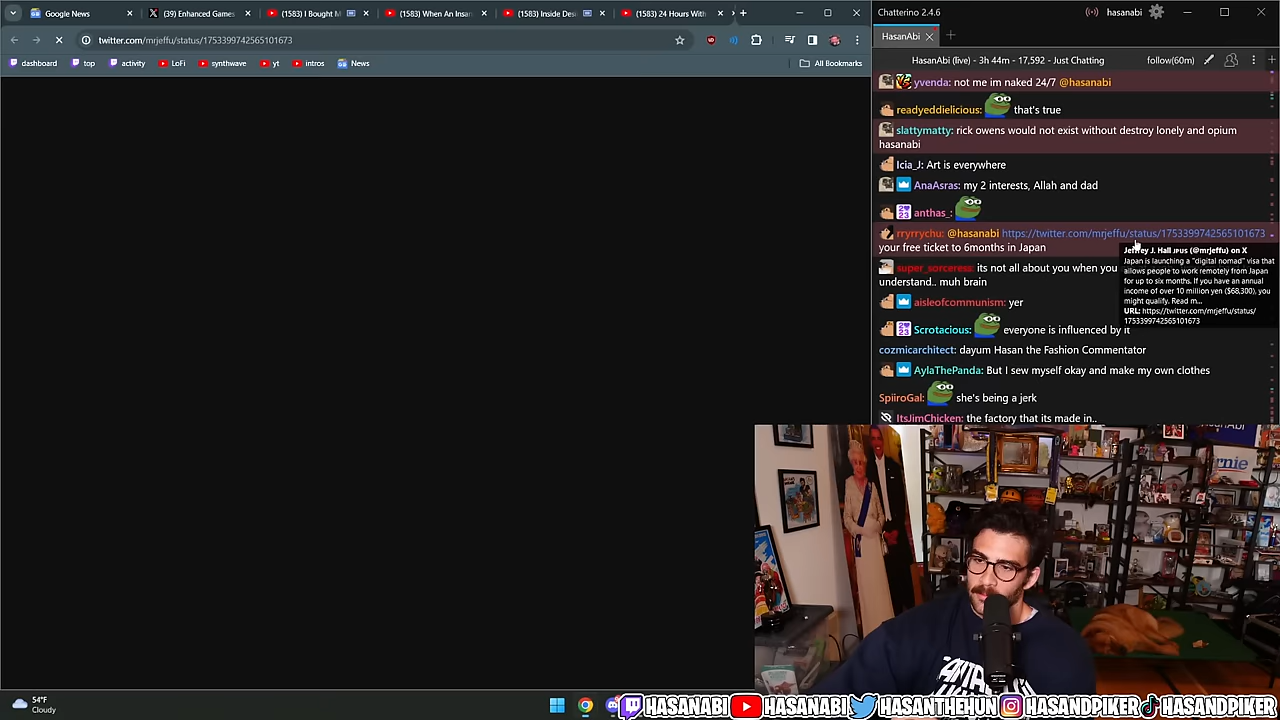 Google News
(39) Enhanced Games
(1583) I Bought M
(1583) When An Insan
(1583) Inside Desi
(1583) 24 Hours With
twitter.com/mrjeffu/status/1753399742565101673
dashboard
top
activity
LoFi
synthwave
yt
intros
News
All Bookmarks
Chatterino 2.4.6
hasanabi
HasanAbi
HasanAbi (live) - 3h 44m - 17,592 - Just Chatting
follow(60m)
yvenda: not me im naked 24/7 @hasanabi
readyeddielicious: that's true
slattymatty: rick owens would not exist without destroy lonely and opium
hasanabi
Icia_J: Art is everywhere
AnaAsras: my 2 interests, Allah and dad
anthas_:
rryrrychu: @hasanabi https://twitter.com/mrjeffu/status/1753399742565101673
your free ticket to 6months in Japan
super_sorceresa: its not all about you when you
understand.. muh brain
aisleofcommunism: yer
Scrotacious: everyone is influenced by it
cozmicarchitect: dayum Hasan the Fashion Commentator
AylaThePanda: But I sew myself okay and make my own clothes
SpiiroGal: she's being a jerk
ItsJimChicken: the factory that its made in..
Jeffrey J. Hall 🇯🇵🇺🇸 (@mrjeffu) on X
Japan is launching a "digital nomad" visa that
allows people to work remotely from Japan
for up to six months. If you have an annual
income of over 10 million yen ($68,300), you
might qualify. Read m...
URL: https://twitter.com/mrjeffu/status/
1753399742565101673
54°F
Cloudy
HASANABI
HASANABI
HASANTHEHUN
HASANDPIKER
HASANDPIKER